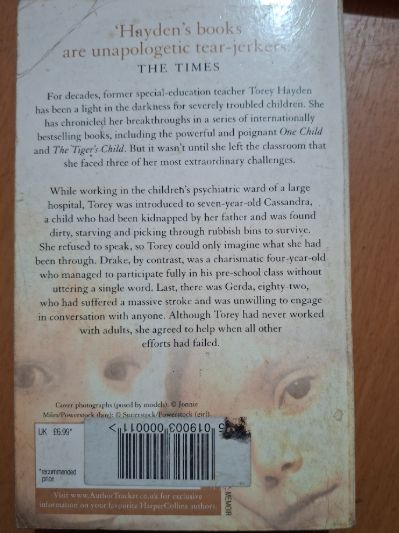 'Hayden's books
are unapologetic tear-jerkers.'
THE TIMES
For decades, former special-education teacher Torey Hayden
has been a light in the darkness for severely troubled children. She
has chronicled her breakthroughs in a series of internationally
bestselling books, including the powerful and poignant One Child
and The Tiger's Child. But it wasn't until she left the classroom that
she faced three of her most extraordinary challenges.
While working in the children's psychiatric ward of a large
hospital, Torey was introduced to seven-year-old Cassandra,
a child who had been kidnapped by her father and was found
dirty, starving and picking through rubbish bins to survive.
She refused to speak, so Torey could only imagine what she had
been through. Drake, by contrast, was a charismatic four-year-old
who managed to participate fully in his pre-school class without
uttering a single word. Last, there was Gerda, eighty-two,
who had suffered a massive stroke and was unwilling to engage
in conversation with anyone. Although Torey had never worked
with adults, she agreed to help when all other
efforts had failed.
Cover photographs (posed by models): © Jonnie
Miles/Powerstock (boy); © Superstock/Powerstock (girl).
UK £6.99*
*recommended
price
5 019003 000011 >
MEMOIR
Visit www.AuthorTracker.co.uk for exclusive
information on your favourite HarperCollins authors.